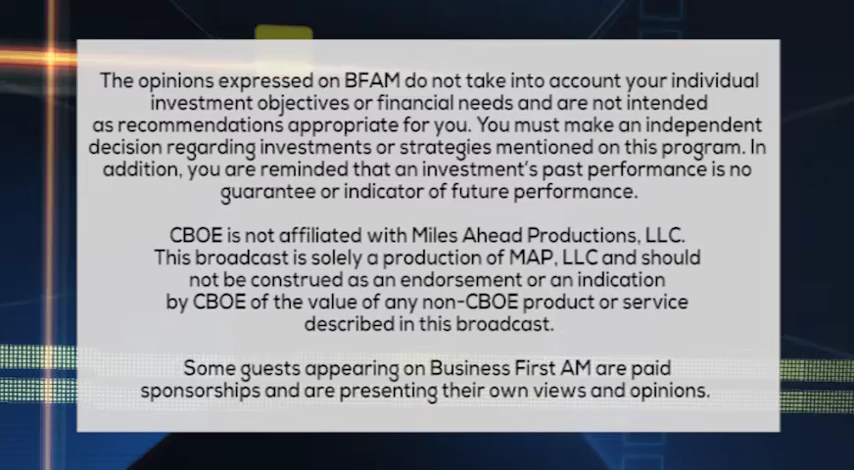 The opinions expressed on BFAM do not take into account your individual
investment objectives or financial needs and are not intended
as recommendations appropriate for you. You must make an independent
decision regarding investments or strategies mentioned on this program. In
addition, you are reminded that an investment's past performance is no
guarantee or indicator of future performance.
CBOE is not affiliated with Miles Ahead Productions, LLC.
This broadcast is solely a production of MAP, LLC and should
not be construed as an endorsement or an indication
by CBOE of the value of any non-CBOE product or service
described in this broadcast.
Some guests appearing on Business First AM are paid
sponsorships and are presenting their own views and opinions.